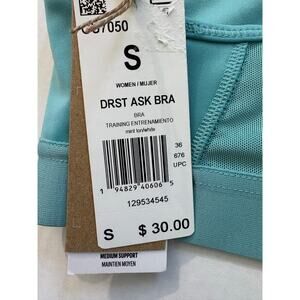 S
WOMEN / MUJER
DRST ASK BRA
BRA
TRAINING ENTRENAMIENTO
mint ton/white
36
676
UPC
1 94829 40606 5
129534545
S $ 30.00
MEDIUM SUPPORT
MAINTIEN MOYEN